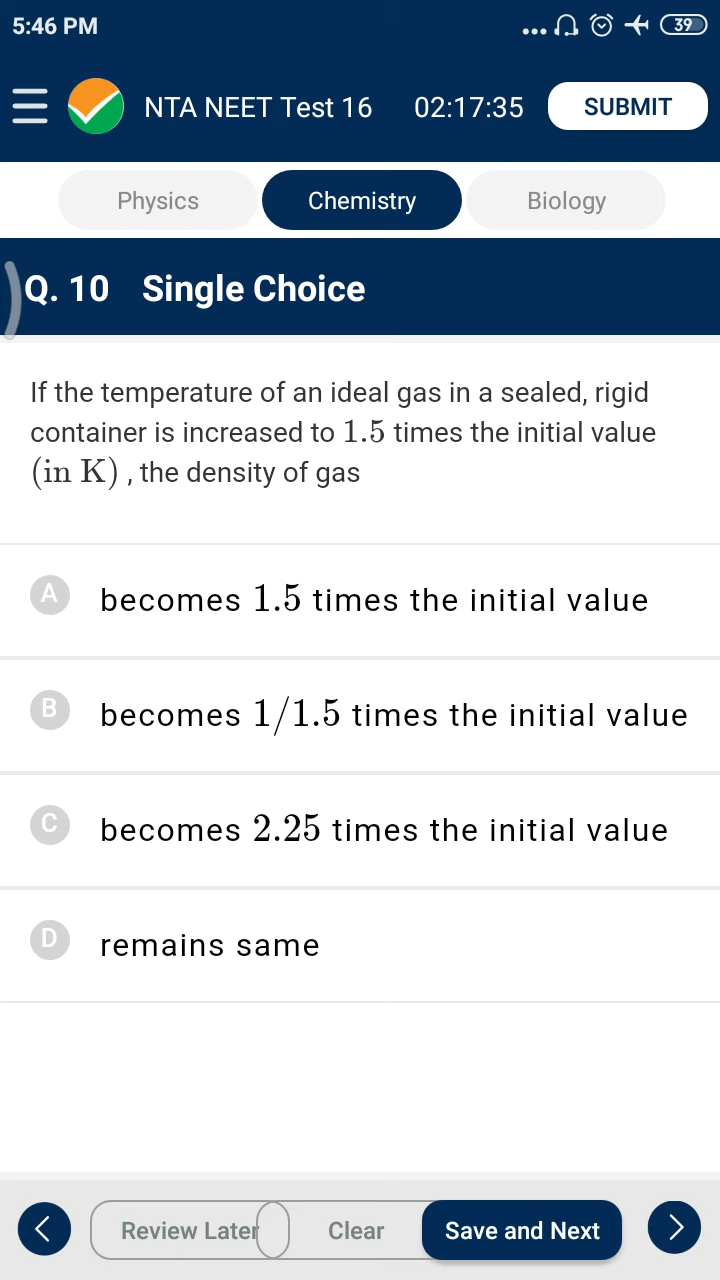 5:46 PM ... 39
NTA NEET Test 16 02:17:35 SUBMIT
Physics Chemistry Biology
Q. 10 Single Choice
If the temperature of an ideal gas in a sealed, rigid
container is increased to 1.5 times the initial value
(in K) , the density of gas
A becomes 1.5 times the initial value
B becomes 1/1.5 times the initial value
C becomes 2.25 times the initial value
D remains same
Review Later Clear Save and Next